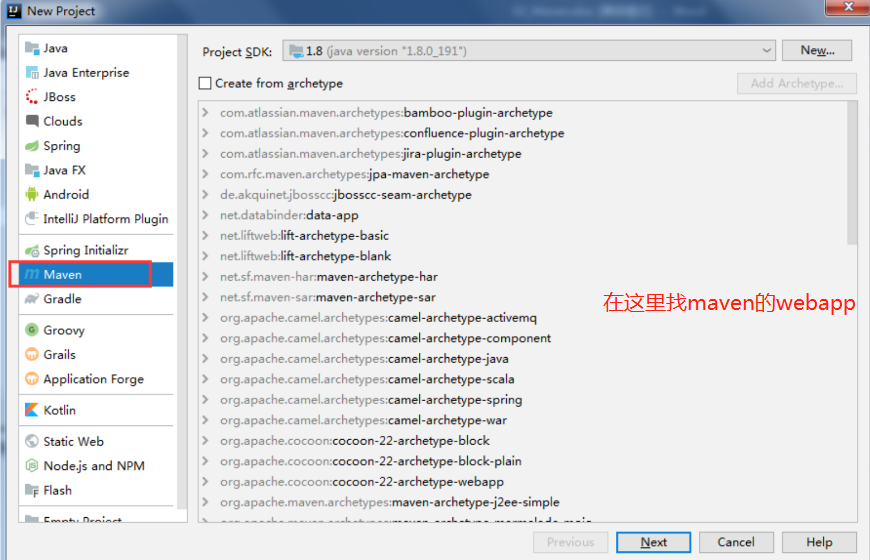 New Project
Java
Java Enterprise
JBoss
Clouds
Spring
Java FX
Android
IntelliJ Platform Plugin
Spring Initializr
Maven
Gradle
Groovy
Grails
Application Forge
Kotlin
Static Web
Node.js and NPM
Flash
Empty Project
Project SDK: 1.8 (java version "1.8.0_191") New...
Create from archetype Add Archetype...
com.atlassian.maven.archetypes:bamboo-plugin-archetype
com.atlassian.maven.archetypes:confluence-plugin-archetype
com.atlassian.maven.archetypes:jira-plugin-archetype
com.rfc.maven.archetypes:jpa-maven-archetype
de.akquinet.jbosscc:jbosscc-seam-archetype
net.databinder:data-app
net.liftweb:lift-archetype-basic
net.liftweb:lift-archetype-blank
net.sf.maven-har:maven-archetype-har
net.sf.maven-sar:maven-archetype-sar
在这里找maven的webapp
org.apache.camel.archetypes:camel-archetype-activemq
org.apache.camel.archetypes:camel-archetype-component
org.apache.camel.archetypes:camel-archetype-java
org.apache.camel.archetypes:camel-archetype-scala
org.apache.camel.archetypes:camel-archetype-spring
org.apache.camel.archetypes:camel-archetype-war
org.apache.cocoon:cocoon-22-archetype-block
org.apache.cocoon:cocoon-22-archetype-block-plain
org.apache.cocoon:cocoon-22-archetype-webapp
org.apache.maven.archetypes:maven-archetype-j2ee-simple
Previous Next Cancel Help